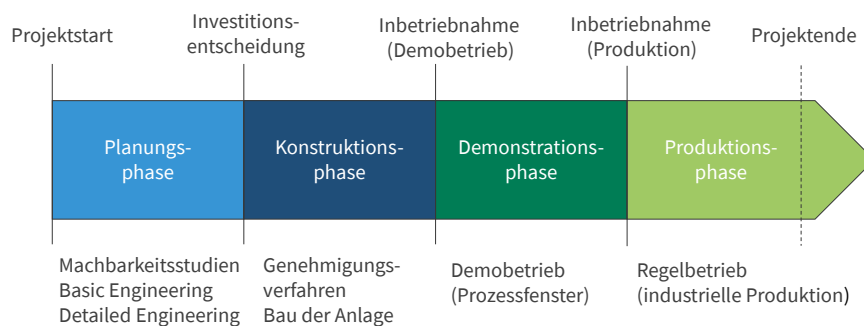 Projektstart
Investitions-
entscheidung
Inbetriebnahme
(Demobetrieb)
Inbetriebnahme
(Produktion)
Projektende
Planungs-
phase
Konstruktions-
phase
Demonstrations-
phase
Produktions-
phase
Machbarkeitsstudien
Basic Engineering
Detailed Engineering
Genehmigungs-
verfahren
Bau der Anlage
Demobetrieb
(Prozessfenster)
Regelbetrieb
(industrielle Produktion)